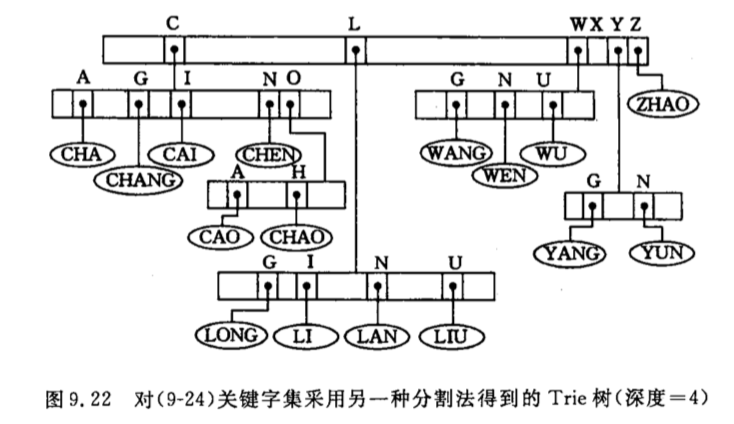 C L W X Y Z
A G I N O G N U ZHAO
CHA CHANG CAI CHEN WANG WEN WU
A H G N
CAO CHAO YANG YUN
G I N U
LONG LI LAN LIU
图9.22 对(9-24)关键字集采用另一种分割法得到的 Trie 树(深度=4)